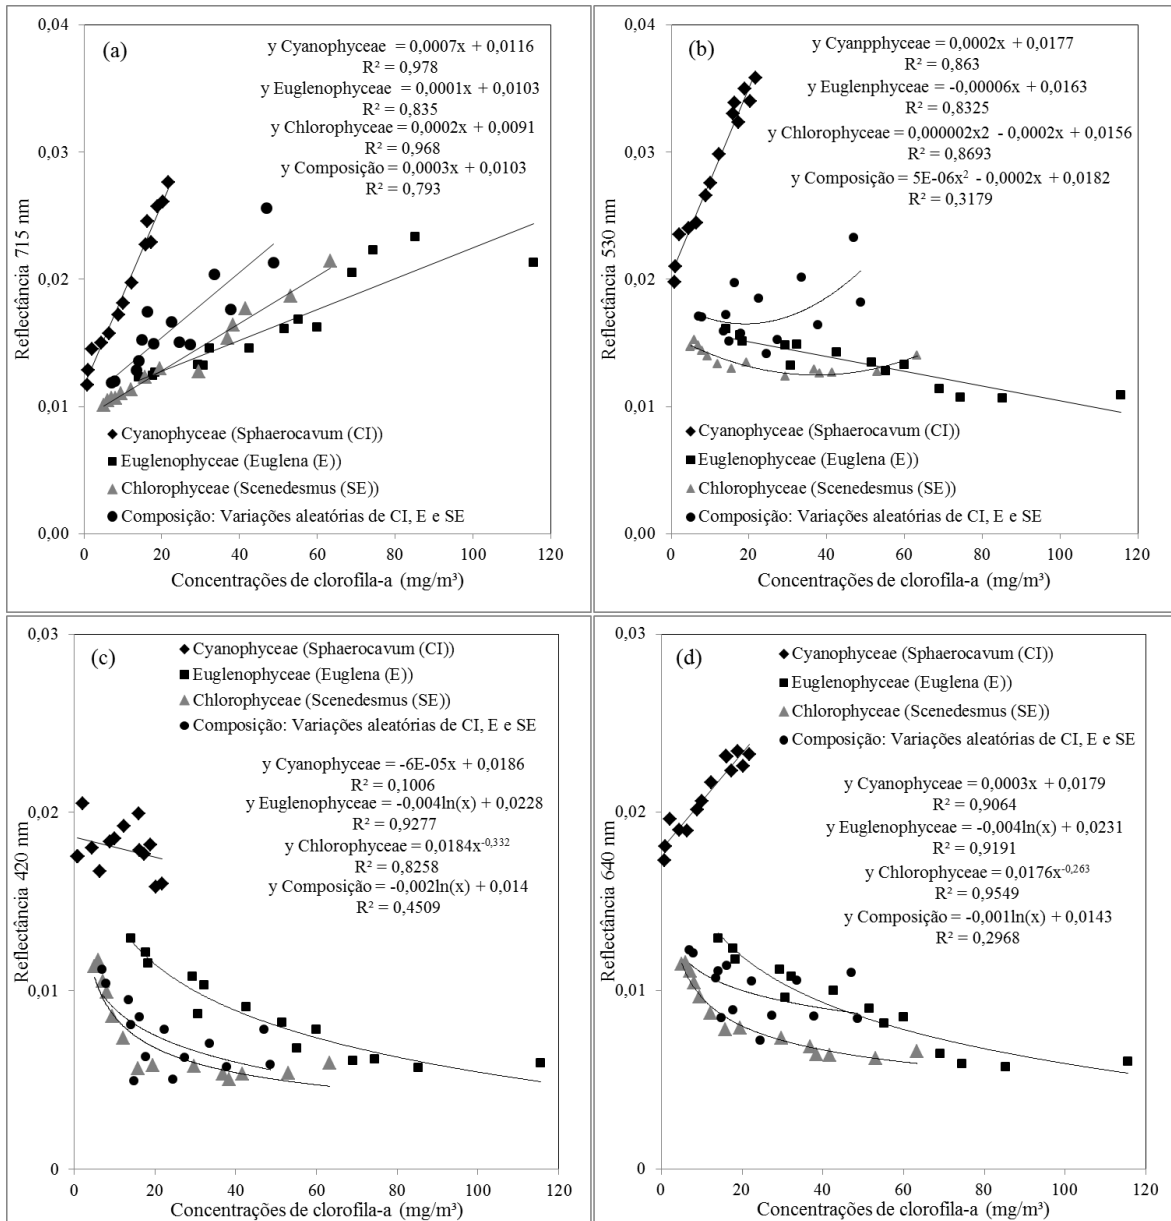 (a)
y Cyanophyceae = 0,0007x + 0,0116
R² = 0,978
y Euglenophyceae = 0,0001x + 0,0103
R² = 0,835
y Chlorophyceae = 0,0002x + 0,0091
R² = 0,968
y Composição = 0,0003x + 0,0103
R² = 0,793
Reflectância 715 nm
0,04
0,03
0,02
0,01
0,00
Cyanophyceae (Sphaerocavum (CI))
Euglenophyceae (Euglena (E))
Chlorophyceae (Scenedesmus (SE))
Composição: Variações aleatórias de CI, E e SE
0 20 40 60 80 100 120
Concentrações de clorofila-a (mg/m³)
(b)
y Cyanpphyceae = 0,0002x + 0,0177
R² = 0,863
y Euglenphyceae = -0,00006x + 0,0163
R² = 0,8325
y Chlorophyceae = 0,000002x2 - 0,0002x + 0,0156
R² = 0,8693
y Composição = 5E-06x² - 0,0002x + 0,0182
R² = 0,3179
Reflectância 530 nm
0,04
0,03
0,02
0,01
0,00
Cyanophyceae (Sphaerocavum (CI))
Euglenophyceae (Euglena (E))
Chlorophyceae (Scenedesmus (SE))
Composição: Variações aleatórias de CI, E e SE
0 20 40 60 80 100 120
Concentrações de clorofila-a (mg/m³)
(c)
Cyanophyceae (Sphaerocavum (CI))
Euglenophyceae (Euglena (E))
Chlorophyceae (Scenedesmus (SE))
Composição: Variações aleatórias de CI, E e SE
y Cyanophyceae = -6E-05x + 0,0186
R² = 0,1006
y Euglenophyceae = -0,004ln(x) + 0,0228
R² = 0,9277
y Chlorophyceae = 0,0184x⁻⁰,³³²
R² = 0,8258
y Composição = -0,002ln(x) + 0,014
R² = 0,4509
Reflectância 420 nm
0,03
0,02
0,01
0
0 20 40 60 80 100 120
Concentrações de clorofila-a (mg/m³)
(d)
Cyanophyceae (Sphaerocavum (CI))
Euglenophyceae (Euglena (E))
Chlorophyceae (Scenedesmus (SE))
Composição: Variações aleatórias de CI, E e SE
y Cyanophyceae = 0,0003x + 0,0179
R² = 0,9064
y Euglenophyceae = -0,004ln(x) + 0,0231
R² = 0,9191
y Chlorophyceae = 0,0176x⁻⁰,²⁶³
R² = 0,9549
y Composição = -0,001ln(x) + 0,0143
R² = 0,2968
Reflectância 640 nm
0,03
0,02
0,01
0
0 20 40 60 80 100 120
Concentrações de clorofila-a (mg/m³)